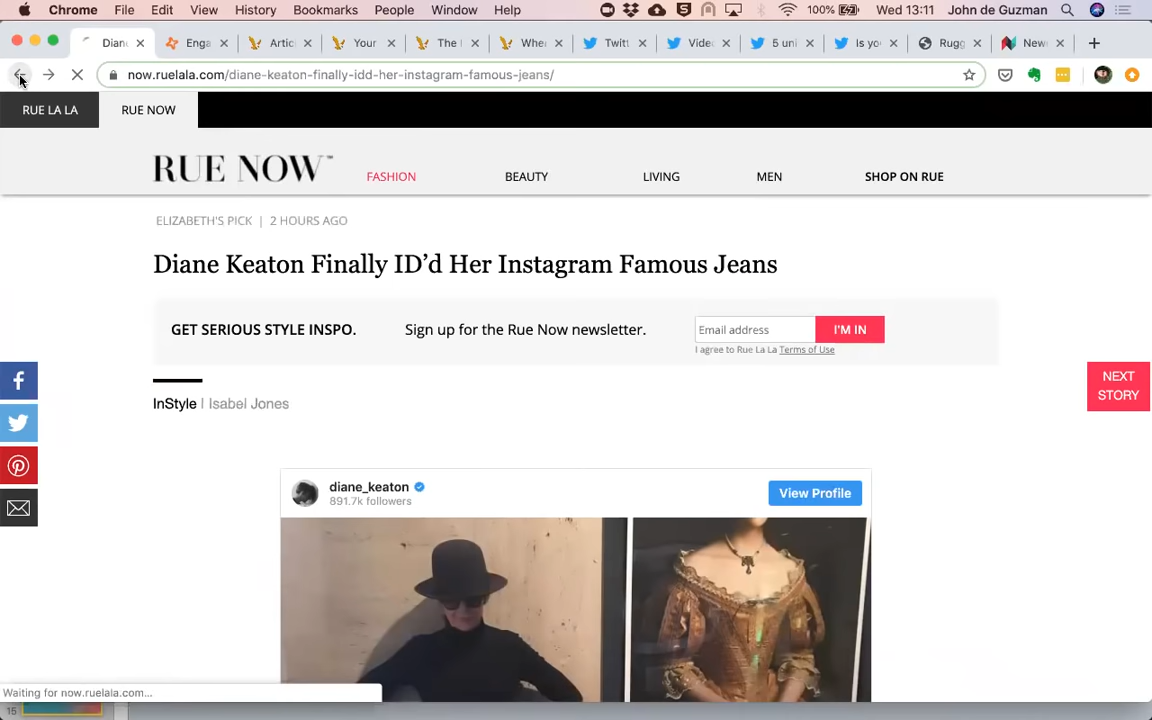 Chrome File Edit View History Bookmarks People Window Help 100% Wed 13:11 John de Guzman
Dian Enga Artic Your The Whe Twitt Video 5 uni Is yo Rugg New
now.ruelala.com/diane-keaton-finally-idd-her-instagram-famous-jeans/
RUE LA LA RUE NOW
RUE NOW™ FASHION BEAUTY LIVING MEN SHOP ON RUE
ELIZABETH'S PICK | 2 HOURS AGO
Diane Keaton Finally ID’d Her Instagram Famous Jeans
GET SERIOUS STYLE INSPO. Sign up for the Rue Now newsletter. Email address I'M IN
I agree to Rue La La Terms of Use
NEXT
STORY
InStyle | Isabel Jones
diane_keaton
891.7k followers
View Profile
Waiting for now.ruelala.com...
15